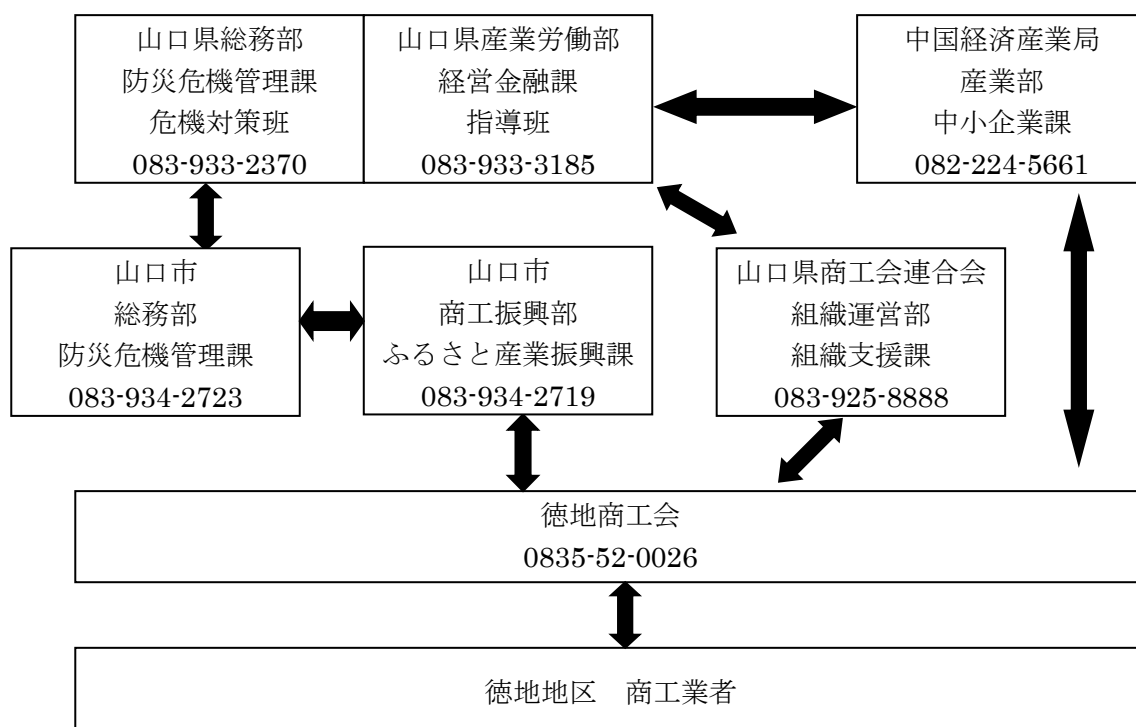 山口県総務部
防災危機管理課
危機対策班
083-933-2370
山口県産業労働部
経営金融課
指導班
083-933-3185
中国経済産業局
産業部
中小企業課
082-224-5661
山口市
総務部
防災危機管理課
083-934-2723
山口市
商工振興部
ふるさと産業振興課
083-934-2719
山口県商工会連合会
組織運営部
組織支援課
083-925-8888
徳地商工会
0835-52-0026
徳地地区　商工業者